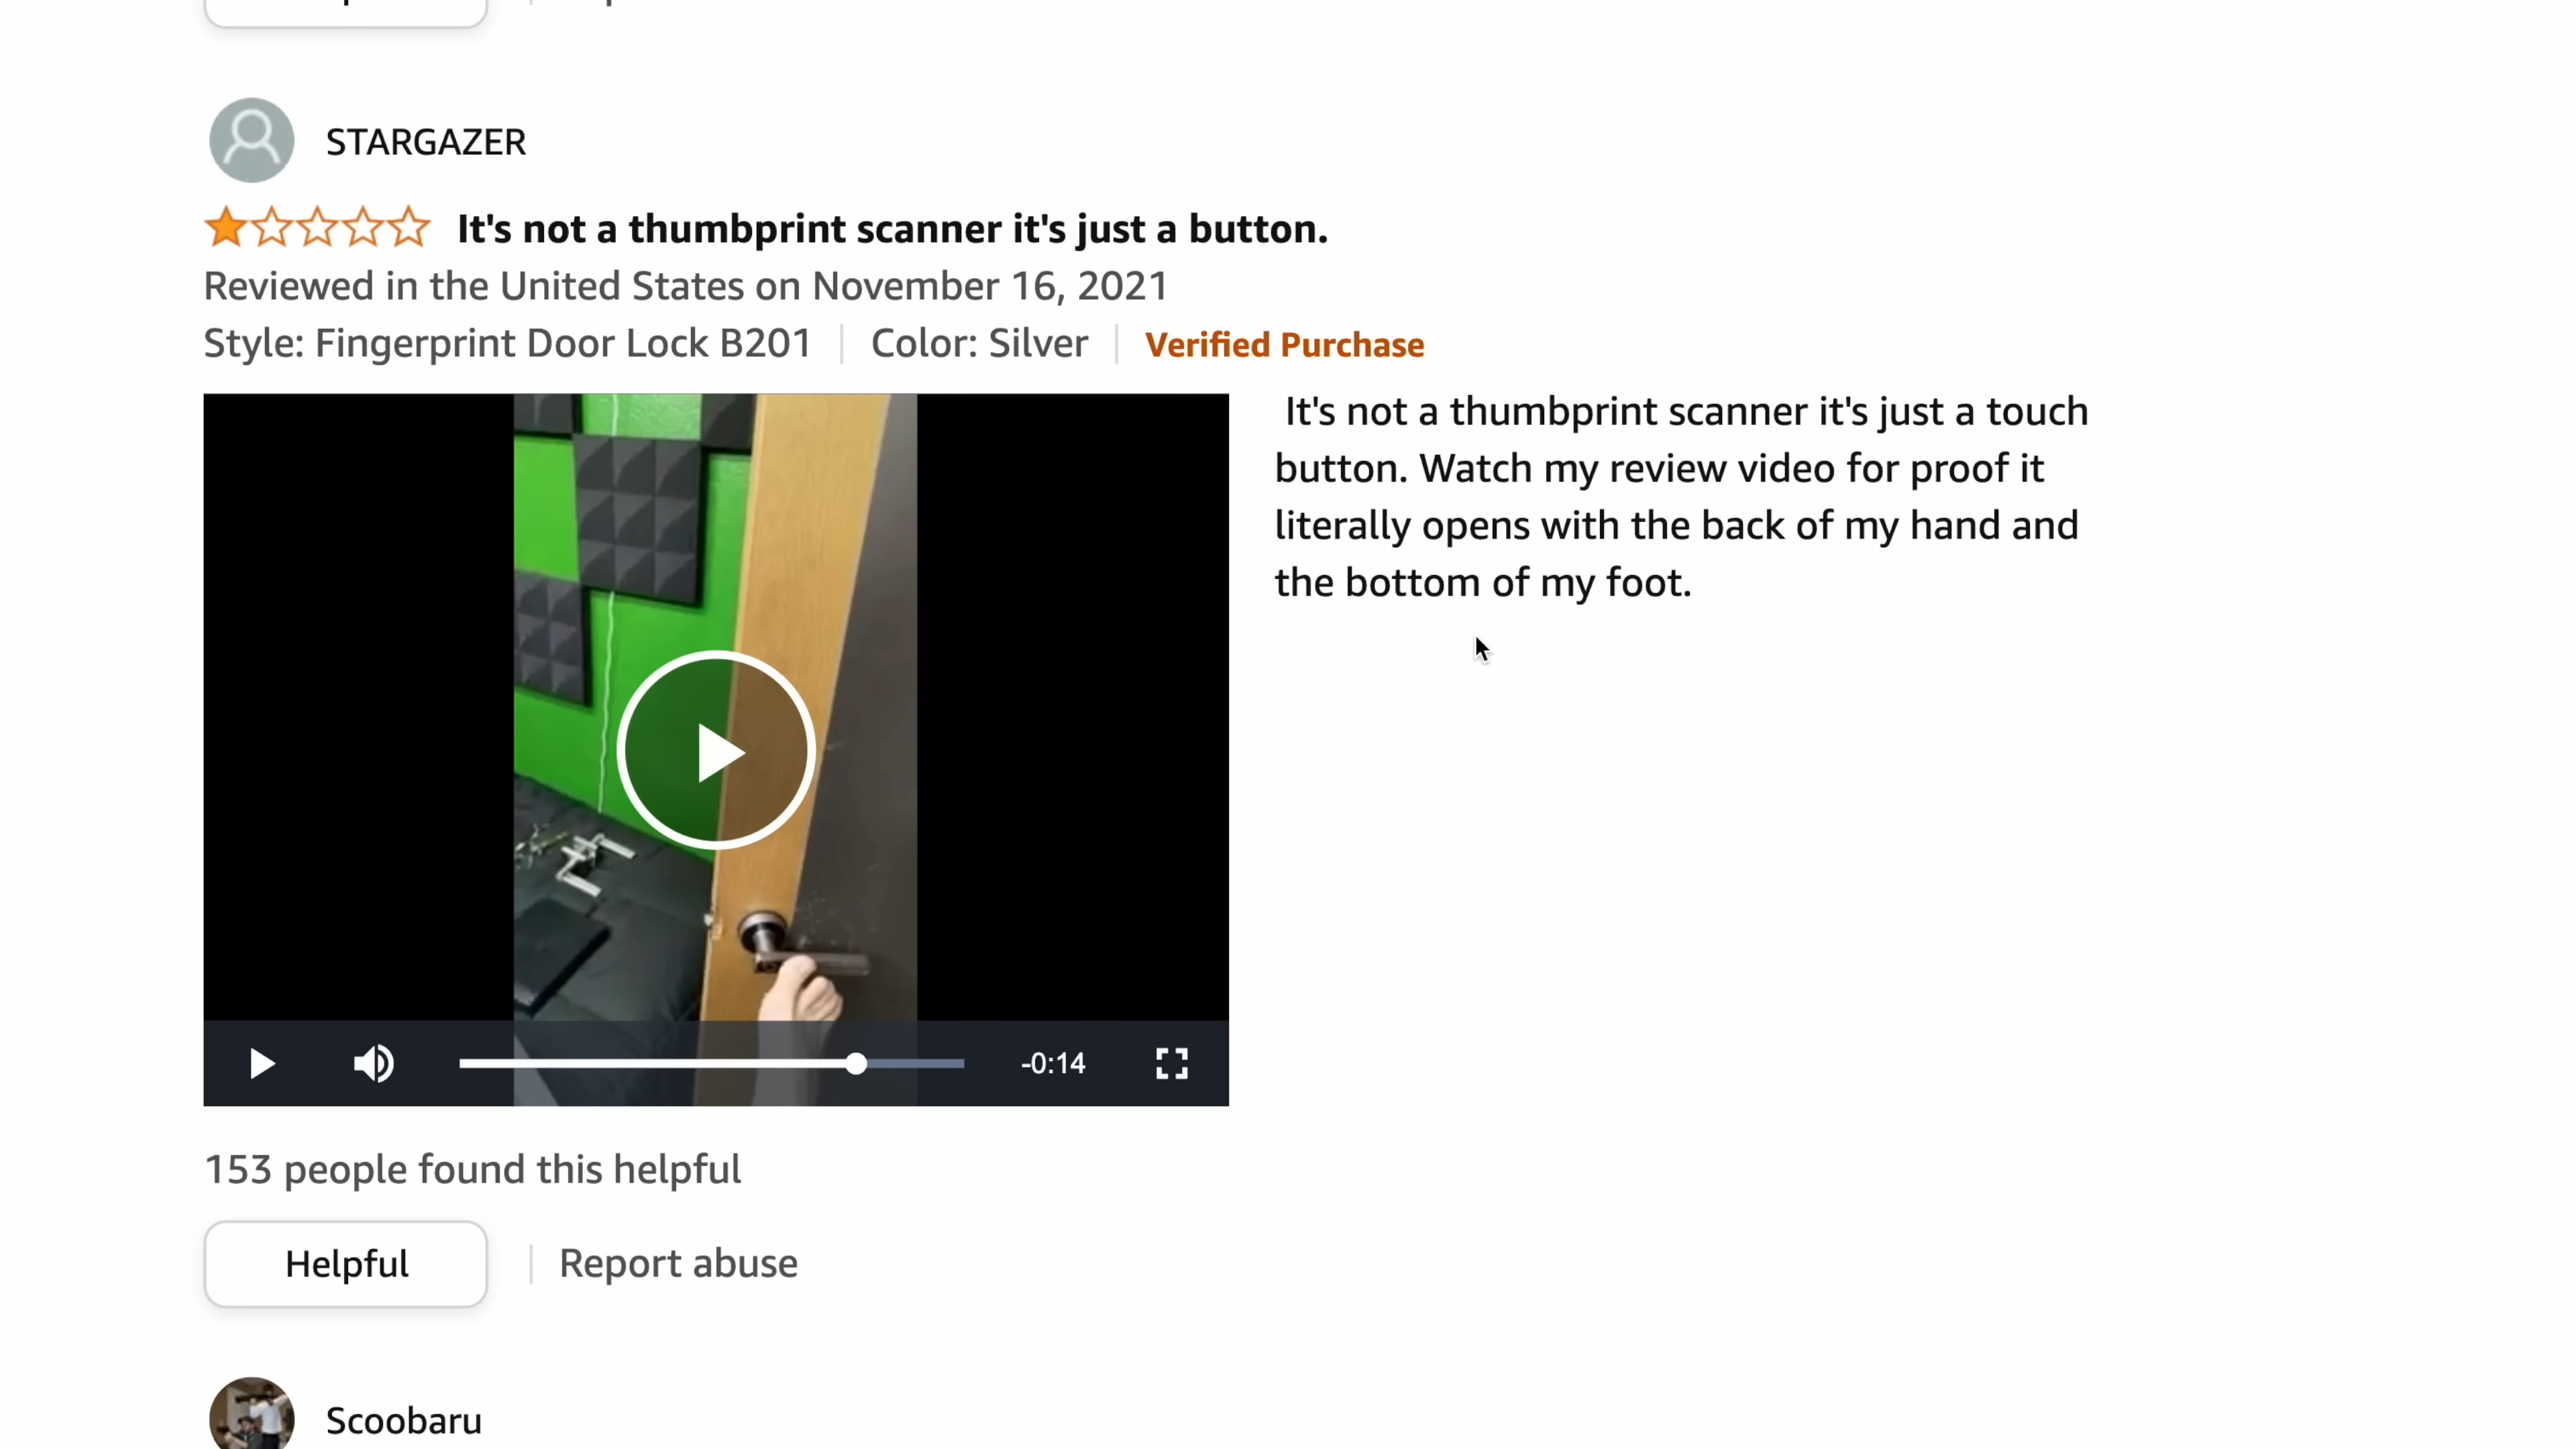 STARGAZER
It's not a thumbprint scanner it's just a button.
Reviewed in the United States on November 16, 2021
Style: Fingerprint Door Lock B201 | Color: Silver | Verified Purchase
It's not a thumbprint scanner it's just a touch
button. Watch my review video for proof it
literally opens with the back of my hand and
the bottom of my foot.
-0:14
153 people found this helpful
Helpful | Report abuse
Scoobaru